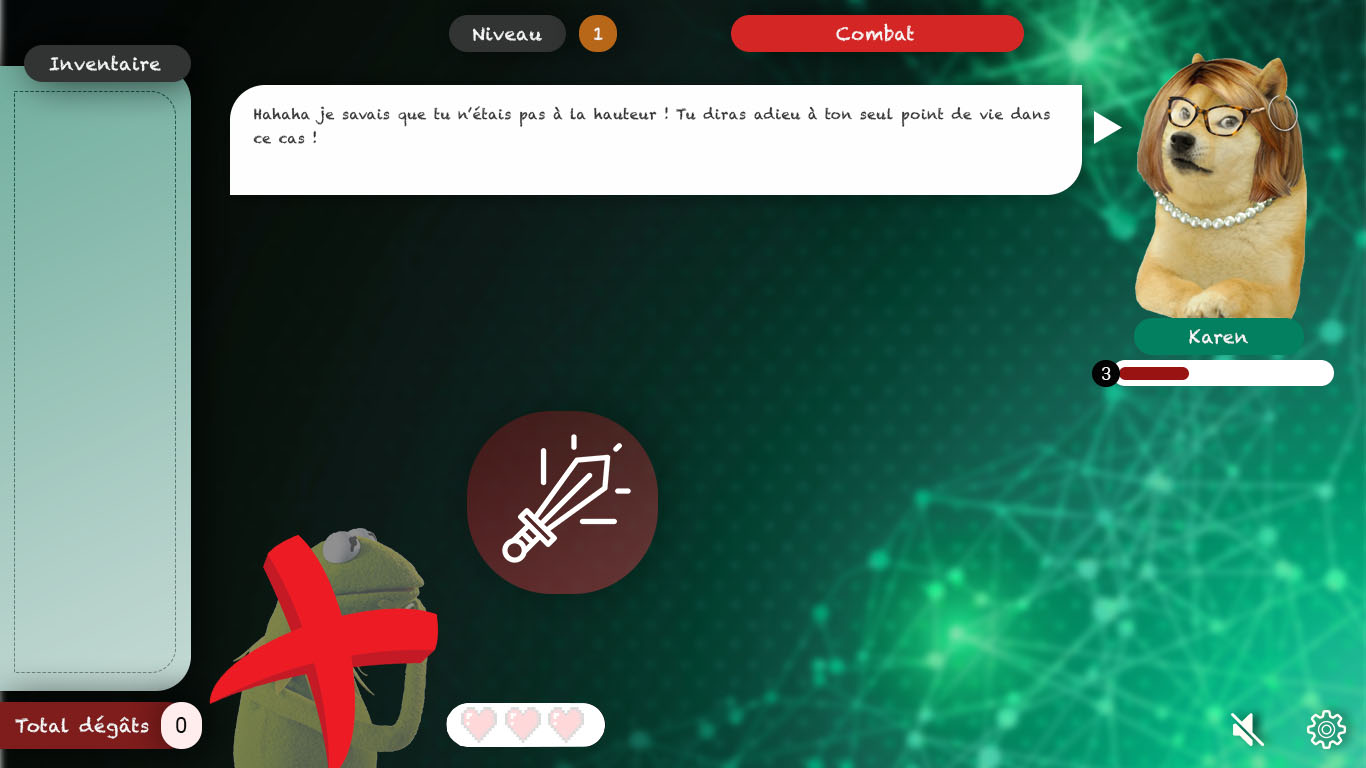 Niveau 1 Combat
Inventaire
Hahaha je savais que tu n'étais pas à la hauteur ! Tu diras adieu à ton seul point de vie dans
ce cas !
Karen
3
Total dégâts 0